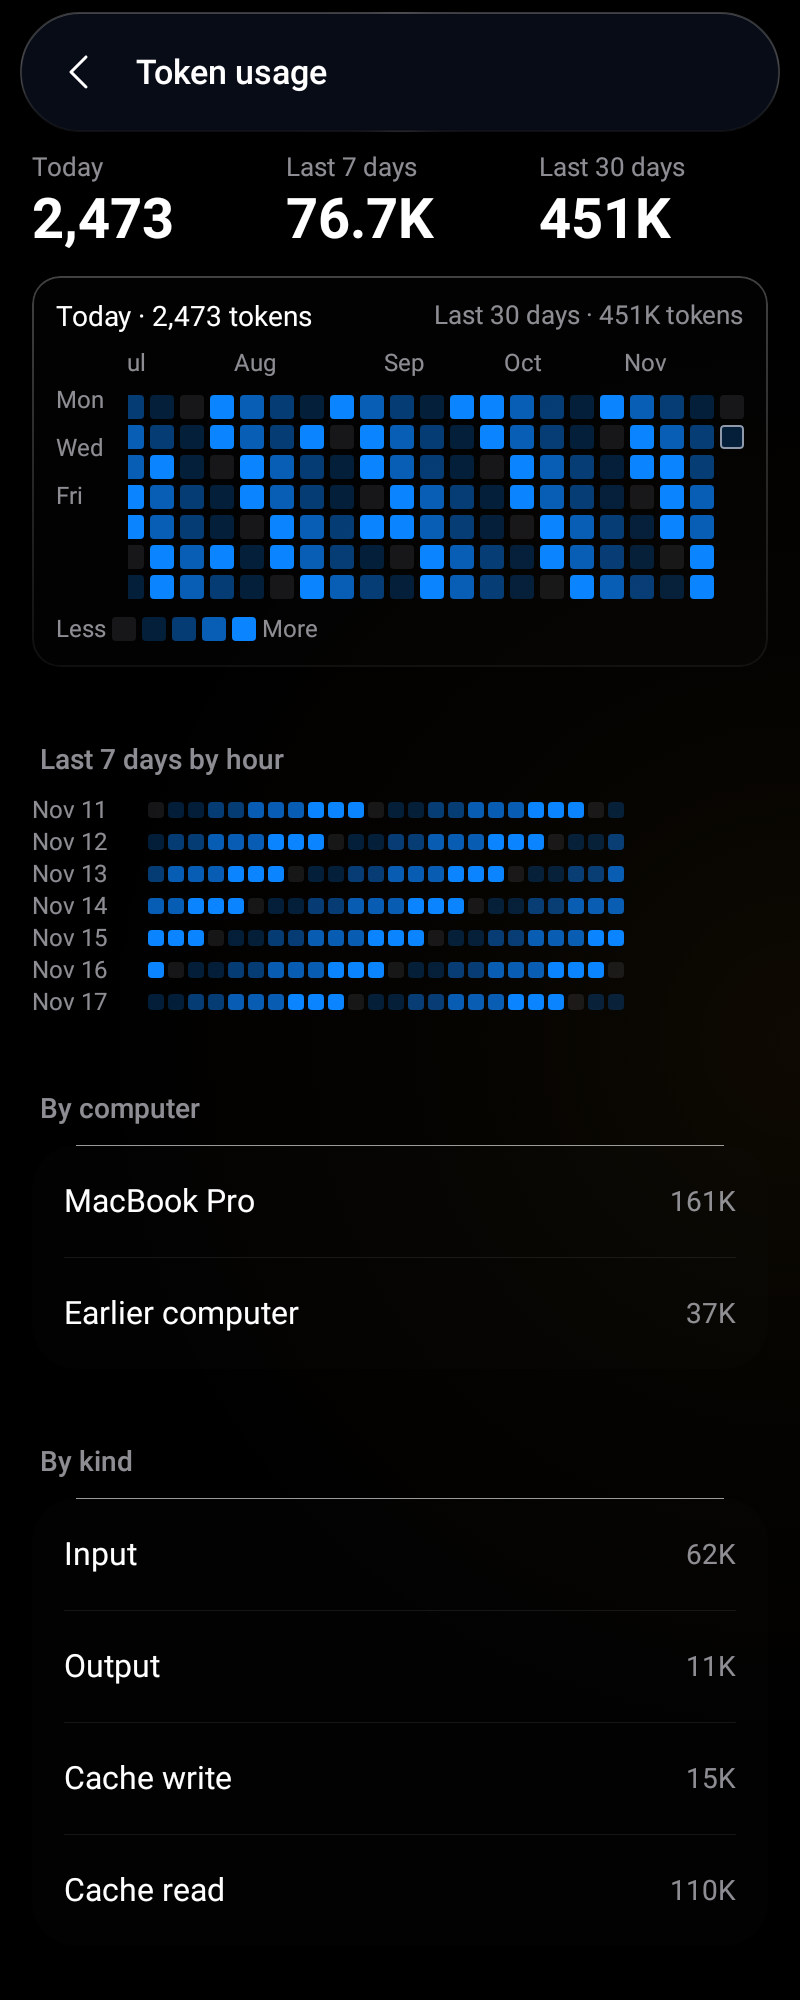 Token usage
Today Last 7 days Last 30 days
2,473 76.7K 451K
Today · 2,473 tokens Last 30 days · 451K tokens
ul Aug Sep Oct Nov
Mon
Wed
Fri
Less More
Last 7 days by hour
Nov 11
Nov 12
Nov 13
Nov 14
Nov 15
Nov 16
Nov 17
By computer
MacBook Pro 161K
Earlier computer 37K
By kind
Input 62K
Output 11K
Cache write 15K
Cache read 110K